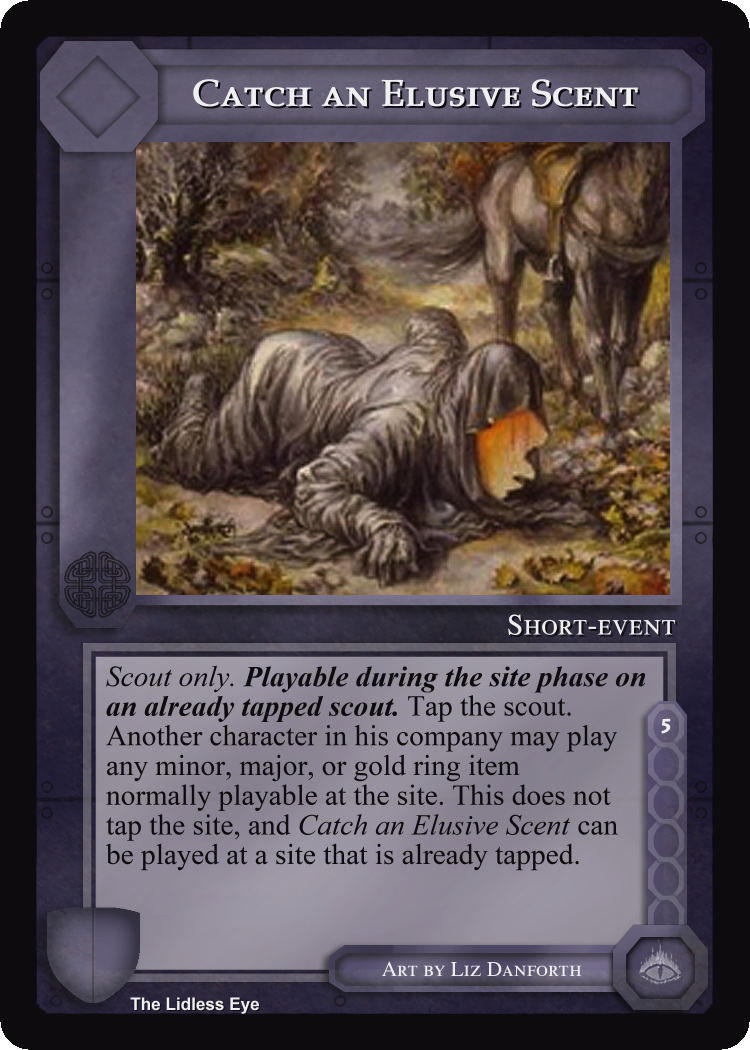 Catch an Elusive Scent
Short-event
Scout only. Playable during the site phase on
an already tapped scout. Tap the scout.
Another character in his company may play
any minor, major, or gold ring item
normally playable at the site. This does not
tap the site, and Catch an Elusive Scent can
be played at a site that is already tapped.
5
Art by Liz Danforth
The Lidless Eye